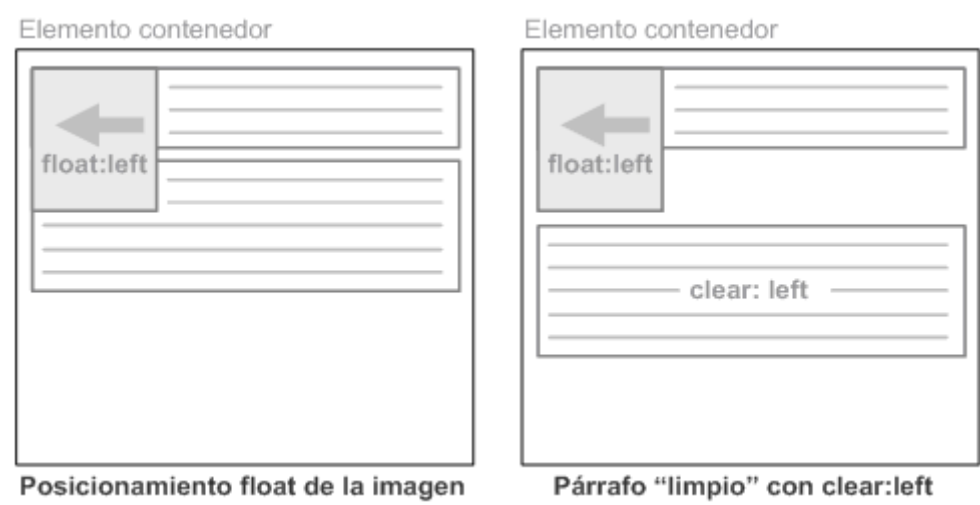 Elemento contenedor
float:left
Posicionamiento float de la imagen
Elemento contenedor
float:left
clear: left
Párrafo “limpio” con clear:left